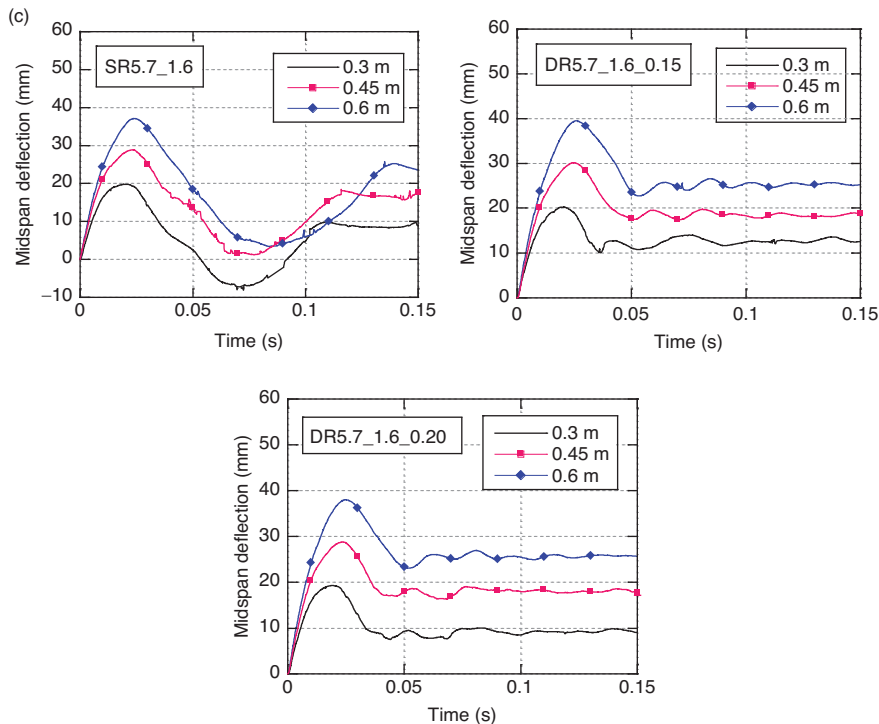 (c)
60
50
40
30
20
10
0
−10
Midspan deflection (mm)
SR5.7_1.6
0.3 m
0.45 m
0.6 m
0
0.05
0.1
0.15
Time (s)
60
50
40
30
20
10
0
Midspan deflection (mm)
DR5.7_1.6_0.15
0.3 m
0.45 m
0.6 m
0
0.05
0.1
0.15
Time (s)
60
50
40
30
20
10
0
Midspan deflection (mm)
DR5.7_1.6_0.20
0.3 m
0.45 m
0.6 m
0
0.05
0.1
0.15
Time (s)